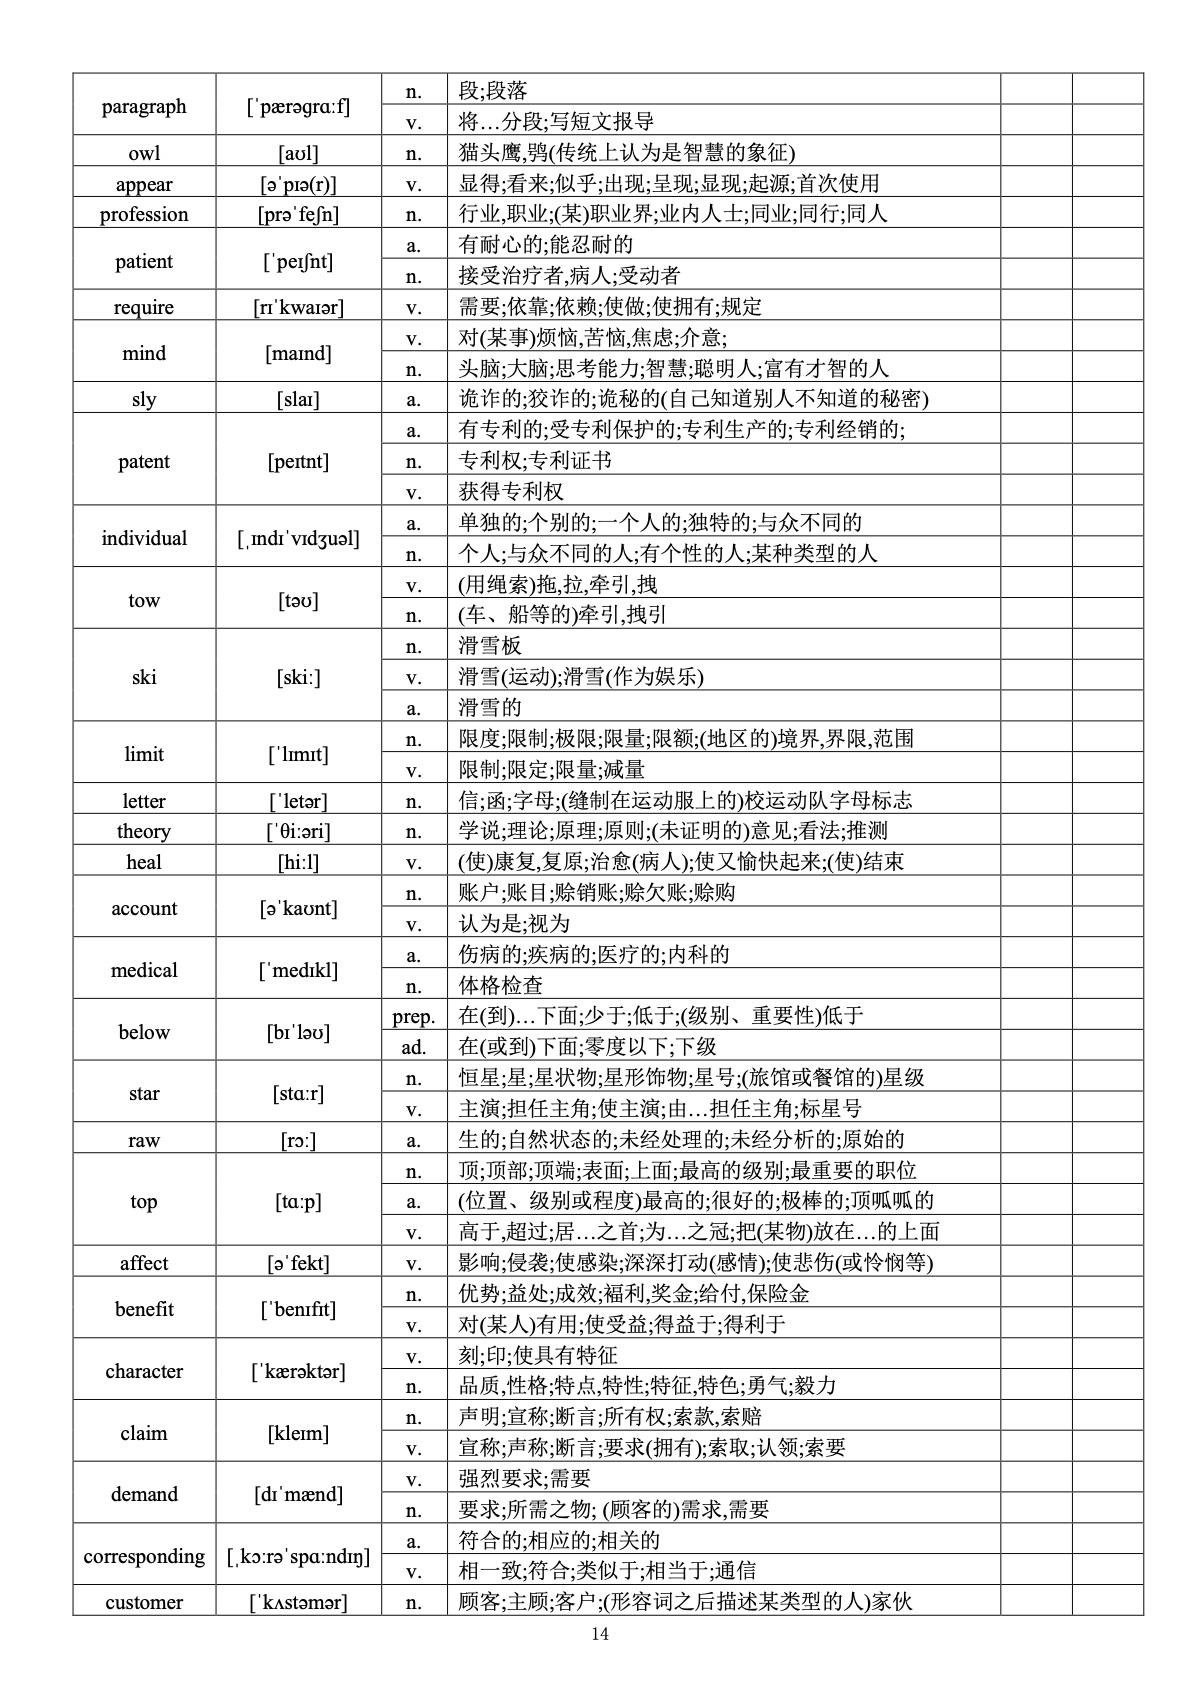 paragraph [ˈpærəɡrɑːf] n. 段;段落
v. 将…分段;写短文报导
owl [aʊl] n. 猫头鹰,鸮(传统上认为是智慧的象征)
appear [əˈpɪə(r)] v. 显得;看来;似乎;出现;呈现;显现;起源;首次使用
profession [prəˈfeʃn] n. 行业,职业;(某)职业界;业内人士;同业;同行;同人
patient [ˈpeɪʃnt] a. 有耐心的;能忍耐的
n. 接受治疗者,病人;受动者
require [rɪˈkwaɪər] v. 需要;依靠;依赖;使做;使拥有;规定
mind [maɪnd] v. 对(某事)烦恼,苦恼,焦虑;介意;
n. 头脑;大脑;思考能力;智慧;聪明人;富有才智的人
sly [slaɪ] a. 诡诈的;狡诈的;诡秘的(自己知道别人不知道的秘密)
patent [peɪtnt] a. 有专利的;受专利保护的;专利生产的;专利经销的;
n. 专利权;专利证书
v. 获得专利权
individual [ˌɪndɪˈvɪdʒuəl] a. 单独的;个别的;一个人的;独特的;与众不同的
n. 个人;与众不同的人;有个性的人;某种类型的人
tow [təʊ] v. (用绳索)拖,拉,牵引,拽
n. (车、船等的)牵引,拽引
ski [skiː] n. 滑雪板
v. 滑雪(运动);滑雪(作为娱乐)
a. 滑雪的
limit [ˈlɪmɪt] n. 限度;限制;极限;限量;限额;(地区的)境界,界限,范围
v. 限制;限定;限量;减量
letter [ˈletər] n. 信;函;字母;(缝制在运动服上的)校运动队字母标志
theory [ˈθiːəri] n. 学说;理论;原理;原则;(未证明的)意见;看法;推测
heal [hiːl] v. (使)康复,复原;治愈(病人);使又愉快起来;(使)结束
account [əˈkaʊnt] n. 账户;账目;赊销账;赊欠账;赊购
v. 认为是;视为
medical [ˈmedɪkl] a. 伤病的;疾病的;医疗的;内科的
n. 体格检查
below [bɪˈləʊ] prep. 在(到)…下面;少于;低于;(级别、重要性)低于
ad. 在(或到)下面;零度以下;下级
star [stɑːr] n. 恒星;星;星状物;星形饰物;星号;(旅馆或餐馆的)星级
v. 主演;担任主角;使主演;由…担任主角;标星号
raw [rɔː] a. 生的;自然状态的;未经处理的;未经分析的;原始的
top [tɑːp] n. 顶;顶部;顶端;表面;上面;最高的级别;最重要的职位
a. (位置、级别或程度)最高的;很好的;极棒的;顶呱呱的
v. 高于,超过;居…之首;为…之冠;把(某物)放在…的上面
affect [əˈfekt] v. 影响;侵袭;使感染;深深打动(感情);使悲伤(或怜悯等)
benefit [ˈbenɪfɪt] n. 优势;益处;成效;福利,奖金;给付,保险金
v. 对(某人)有用;使受益;得益于;得利于
character [ˈkærəktər] v. 刻;印;使具有特征
n. 品质,性格;特点,特性;特征,特色;勇气;毅力
claim [kleɪm] n. 声明;宣称;断言;所有权;索款,索赔
v. 宣称;声称;断言;要求(拥有);索取;认领;索要
demand [dɪˈmænd] v. 强烈要求;需要
n. 要求;所需之物; (顾客的)需求,需要
corresponding [ˌkɔːrəˈspɑːndɪŋ] a. 符合的;相应的;相关的
v. 相一致;符合;类似于;相当于;通信
customer [ˈkʌstəmər] n. 顾客;主顾;客户;(形容词之后描述某类型的人)家伙
14